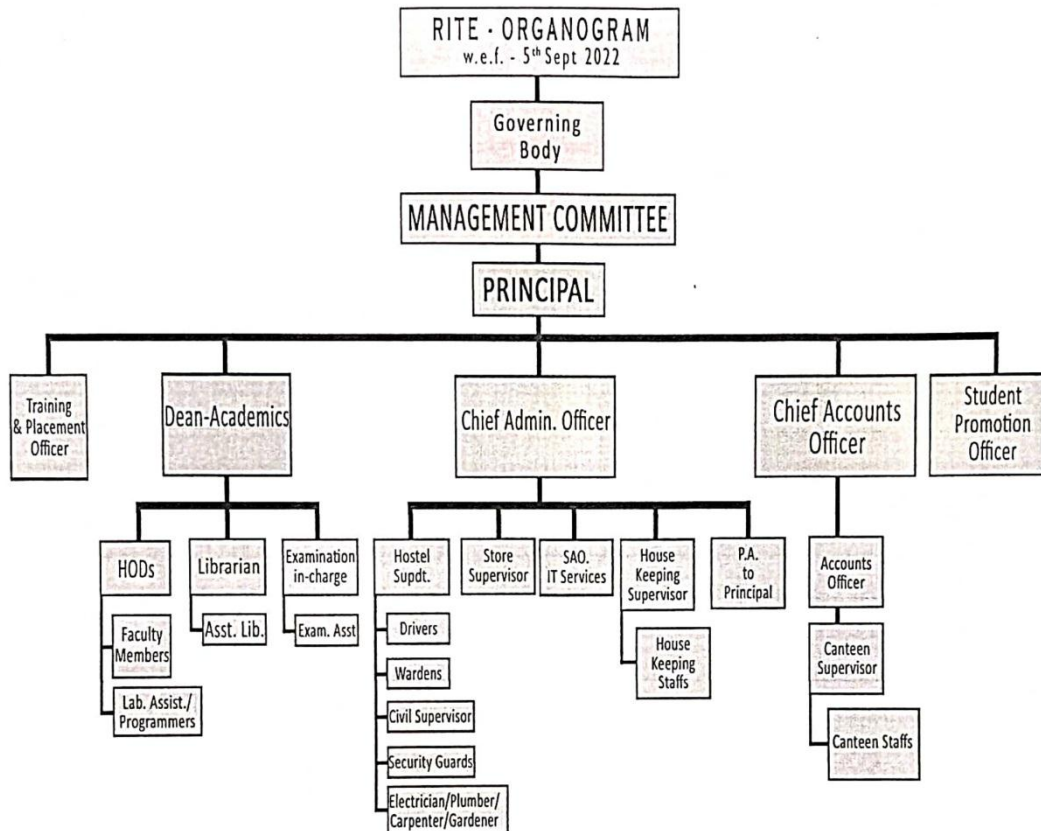 RITE - ORGANOGRAM
w.e.f. - 5th Sept 2022
Governing
Body
MANAGEMENT COMMITTEE
PRINCIPAL
Training
& Placement
Officer
Dean-Academics
Chief Admin. Officer
Chief Accounts
Officer
Student
Promotion
Officer
HODs
Faculty
Members
Lab. Assist./
Programmers
Librarian
Asst. Lib.
Examination
in-charge
Exam. Asst
Hostel
Supdt.
Drivers
Wardens
Civil Supervisor
Security Guards
Electrician/Plumber/
Carpenter/Gardener
Store
Supervisor
SAO.
IT Services
House
Keeping
Supervisor
House
Keeping
Staffs
P.A.
to
Principal
Accounts
Officer
Canteen
Supervisor
Canteen Staffs